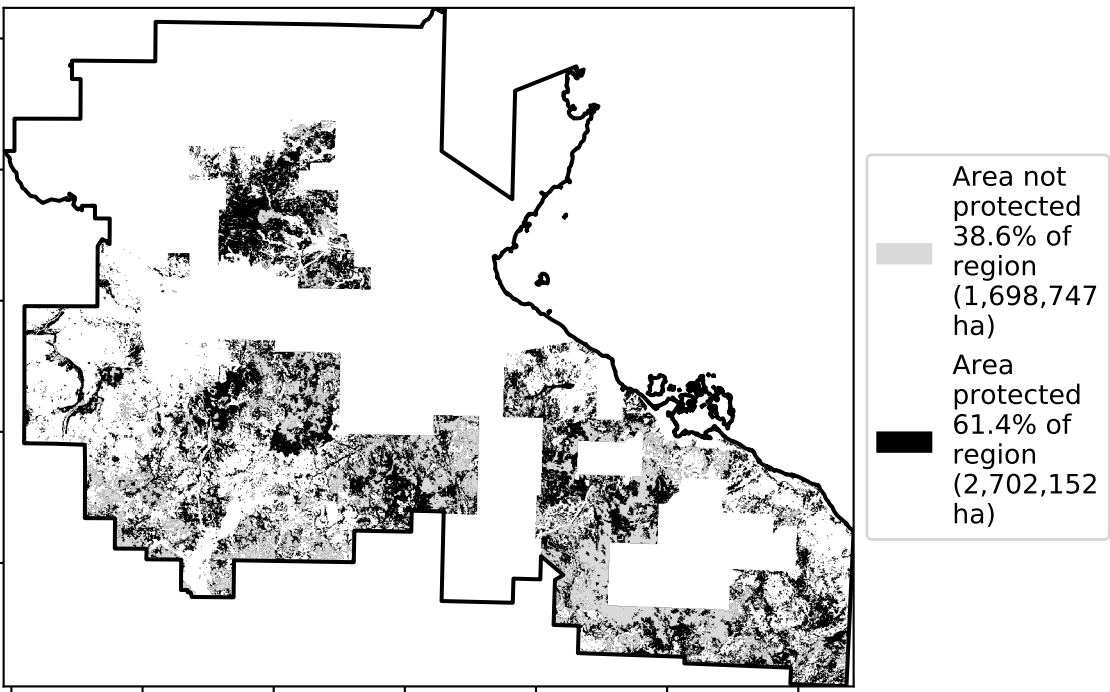 Area not
protected
38.6% of
region
(1,698,747
ha)
Area
protected
61.4% of
region
(2,702,152
ha)